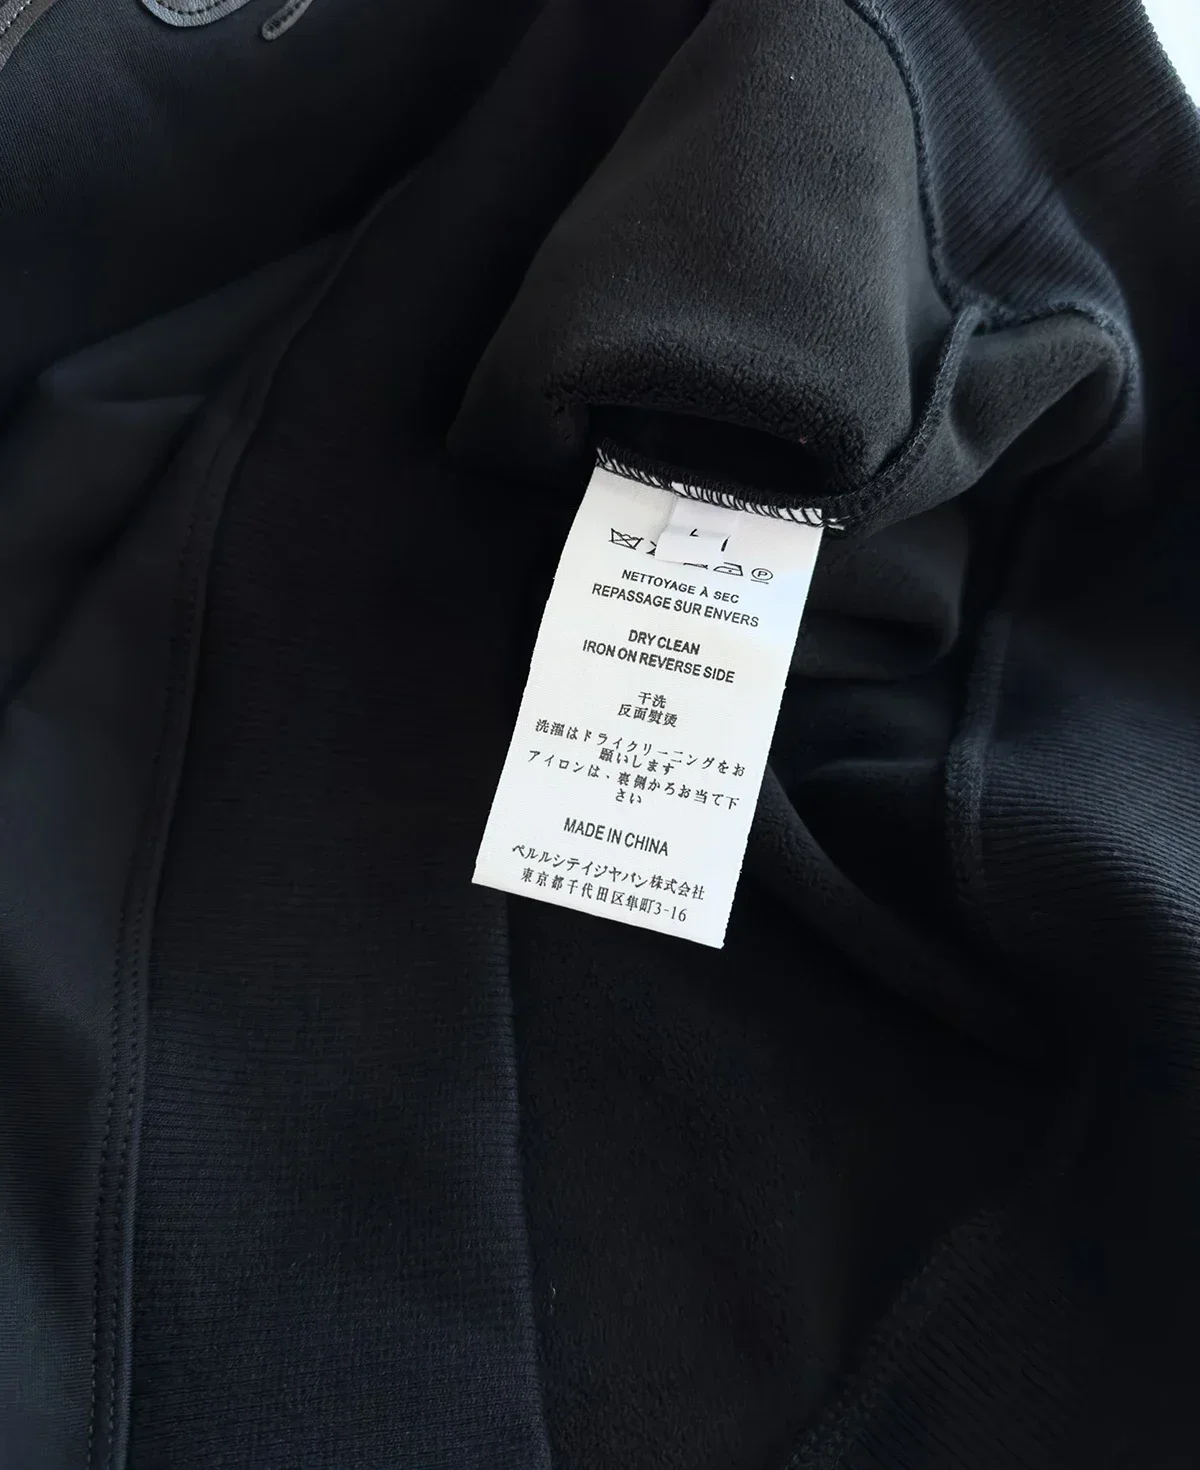 NETTOYAGE À SEC
REPASSAGE SUR ENVERS
DRY CLEAN
IRON ON REVERSE SIDE
干洗
反面熨烫
洗溜はドライクリーニングをお
願いします
アイロンは、裏側かろお当て下
さい
MADE IN CHINA
ペルルシテイジヤパン株式会社
東京都千代田区隼町3-16